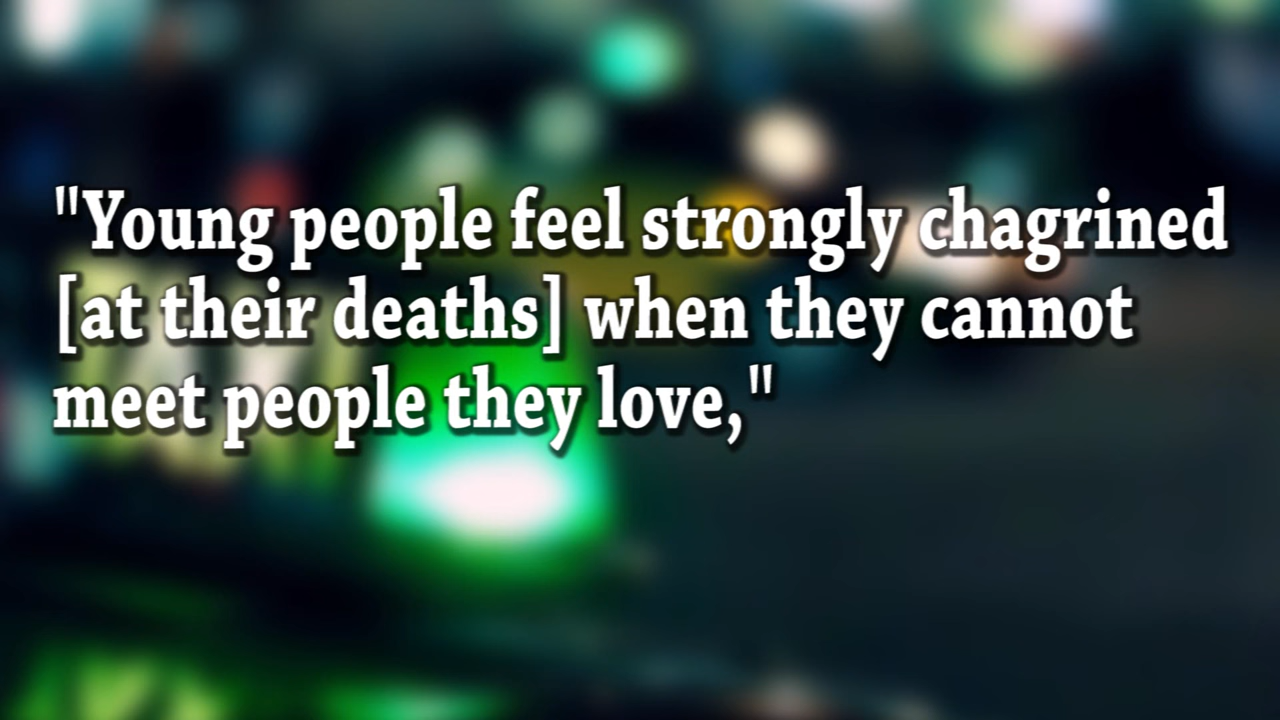 "Young people feel strongly chagrined
[at their deaths] when they cannot
meet people they love,"